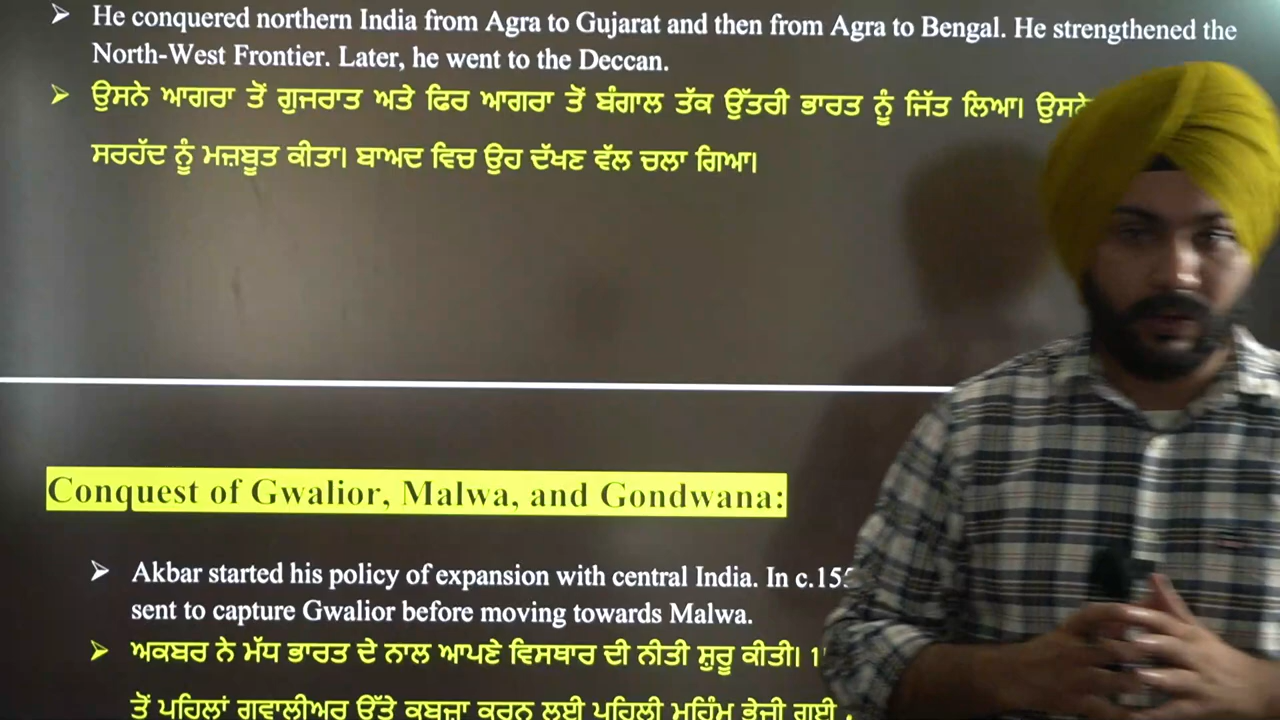 He conquered northern India from Agra to Gujarat and then from Agra to Bengal. He strengthened the
North-West Frontier. Later, he went to the Deccan.
ਉਸਨੇ ਆਗਰਾ ਤੋਂ ਗੁਜਰਾਤ ਅਤੇ ਫਿਰ ਆਗਰਾ ਤੋਂ ਬੰਗਾਲ ਤੱਕ ਉੱਤਰੀ ਭਾਰਤ ਨੂੰ ਜਿੱਤ ਲਿਆ। ਉਸਨੇ
ਸਰਹੱਦ ਨੂੰ ਮਜ਼ਬੂਤ ਕੀਤਾ। ਬਾਅਦ ਵਿਚ ਉਹ ਦੱਖਣ ਵੱਲ ਚਲਾ ਗਿਆ।
Conquest of Gwalior, Malwa, and Gondwana:
Akbar started his policy of expansion with central India. In c.155
sent to capture Gwalior before moving towards Malwa.
ਅਕਬਰ ਨੇ ਮੱਧ ਭਾਰਤ ਦੇ ਨਾਲ ਆਪਣੇ ਵਿਸਥਾਰ ਦੀ ਨੀਤੀ ਸ਼ੁਰੂ ਕੀਤੀ। 1
ਤੋਂ ਪਹਿਲਾਂ ਗਵਾਲੀਅਰ ਉੱਤੇ ਕਬਜ਼ਾ ਕਰਨ ਲਈ ਪਹਿਲੀ ਮੁਹਿੰਮ ਭੇਜੀ ਗਈ